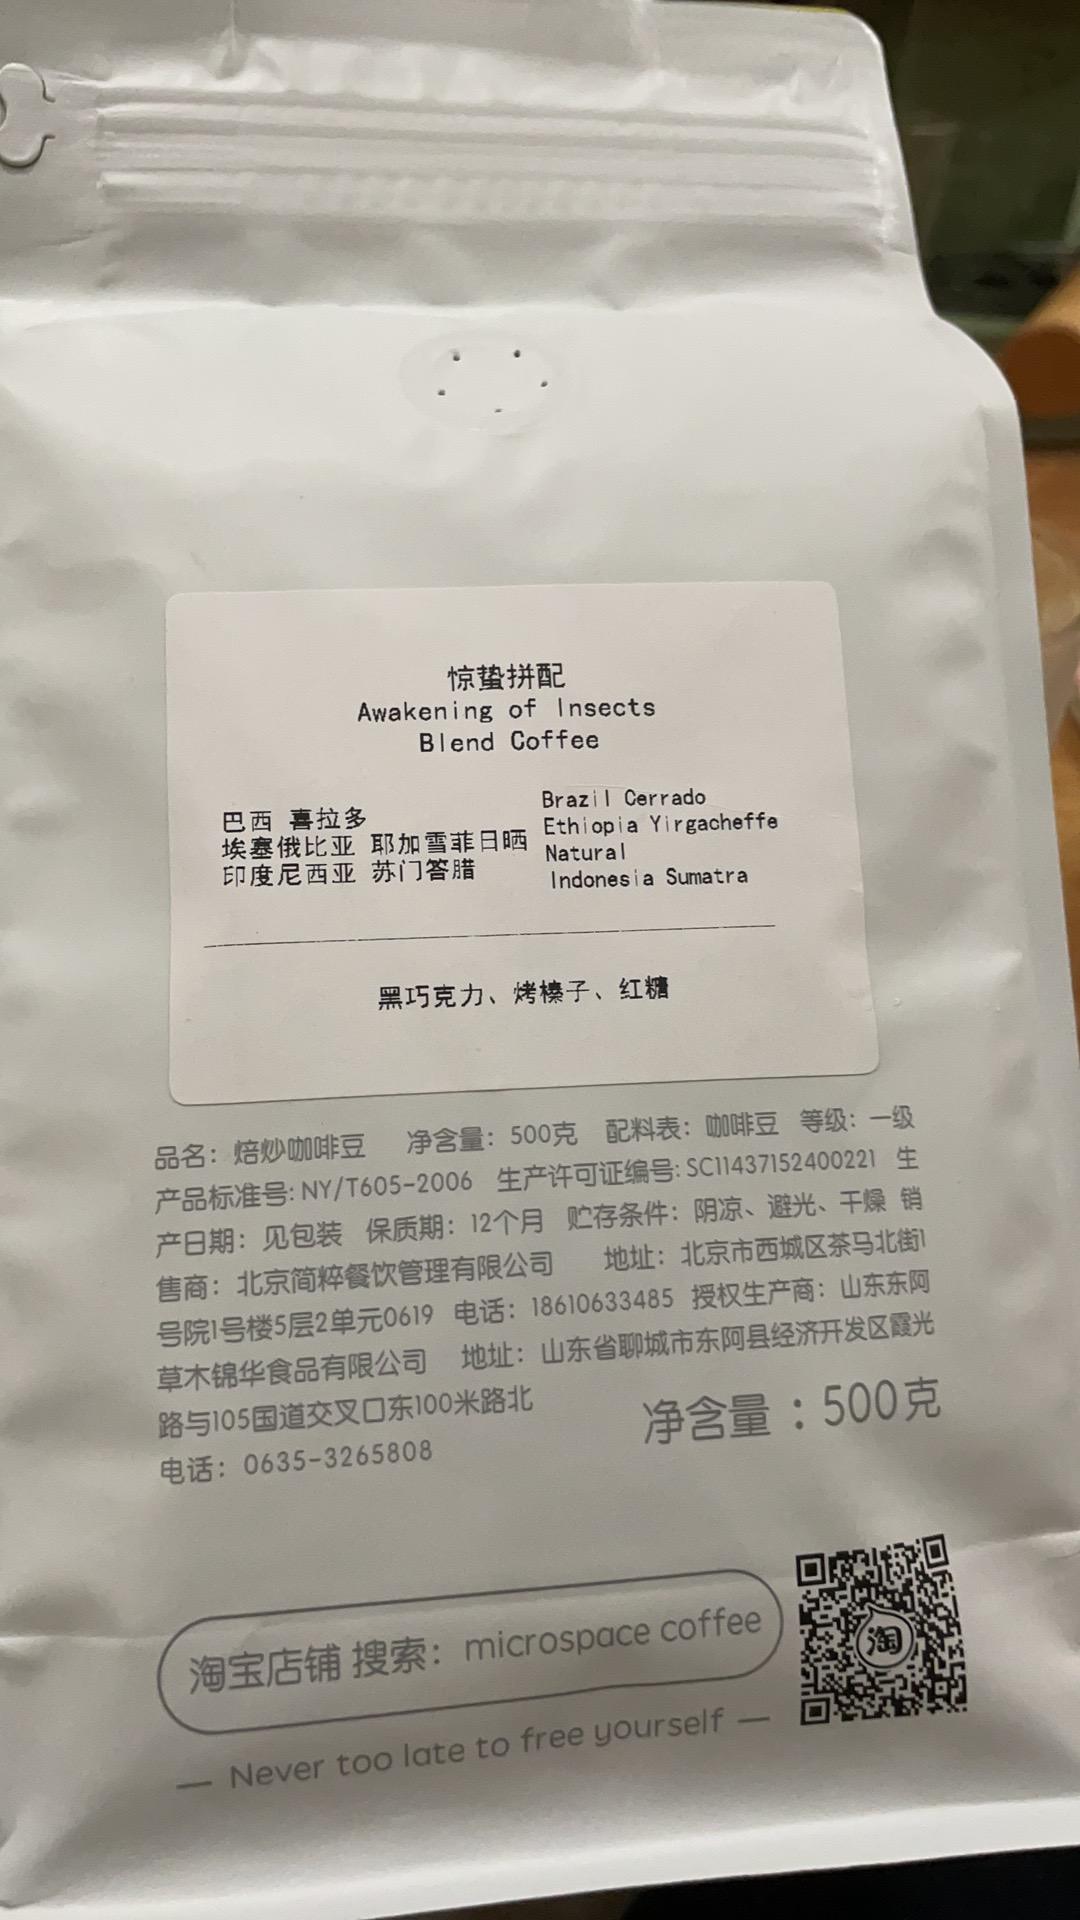 惊蛰拼配
Awakening of Insects
Blend Coffee
巴西 喜拉多
埃塞俄比亚 耶加雪菲日晒
印度尼西亚 苏门答腊
Brazil Cerrado
Ethiopia Yirgacheffe
Natural
Indonesia Sumatra
黑巧克力、烤榛子、红糖
品名：焙炒咖啡豆 净含量：500克 配料表：咖啡豆 等级：一级
产品标准号：NY/T605-2006 生产许可证编号：SC11437152400221 生
产日期：见包装 保质期：12个月 贮存条件：阴凉、避光、干燥 销
售商：北京简粹餐饮管理有限公司 地址：北京市西城区茶马北街1
号院1号楼5层2单元0619 电话：18610633485 授权生产商：山东东阿
草木锦华食品有限公司 地址：山东省聊城市东阿县经济开发区霞光
路与105国道交叉口东100米路北
电话：0635-3265808
净含量：500克
淘宝店铺 搜索：microspace coffee
淘
— Never too late to free yourself —